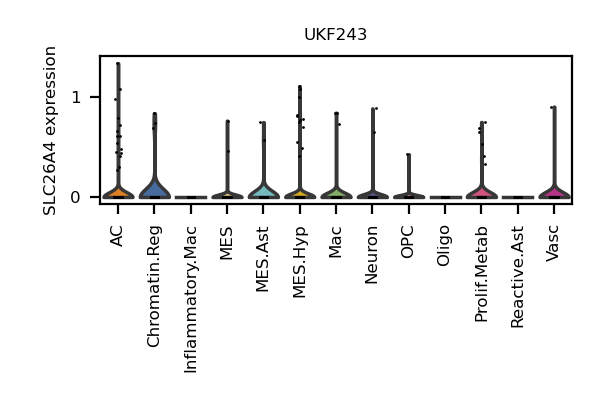 UKF243
SLC26A4 expression
1
0
AC
Chromatin.Reg
Inflammatory.Mac
MES
MES.Ast
MES.Hyp
Mac
Neuron
OPC
Oligo
Prolif.Metab
Reactive.Ast
Vasc